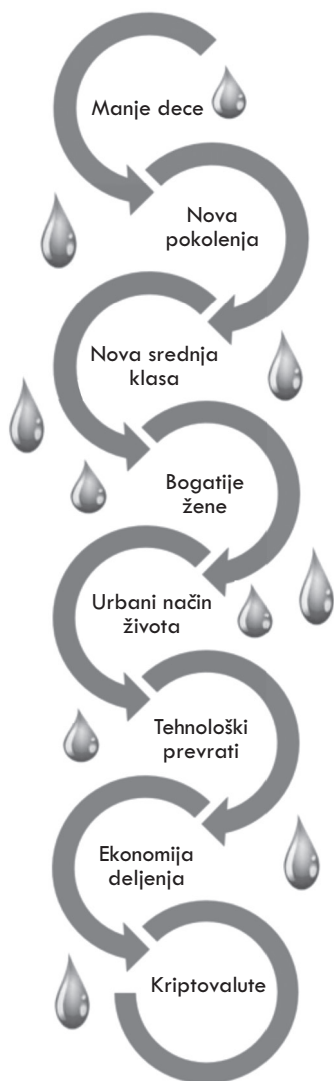 Manje dece
Nova
pokolenja
Nova srednja
klasa
Bogatije
žene
Urbani način
života
Tehnološki
prevrati
Ekonomija
deljenja
Kriptovalute